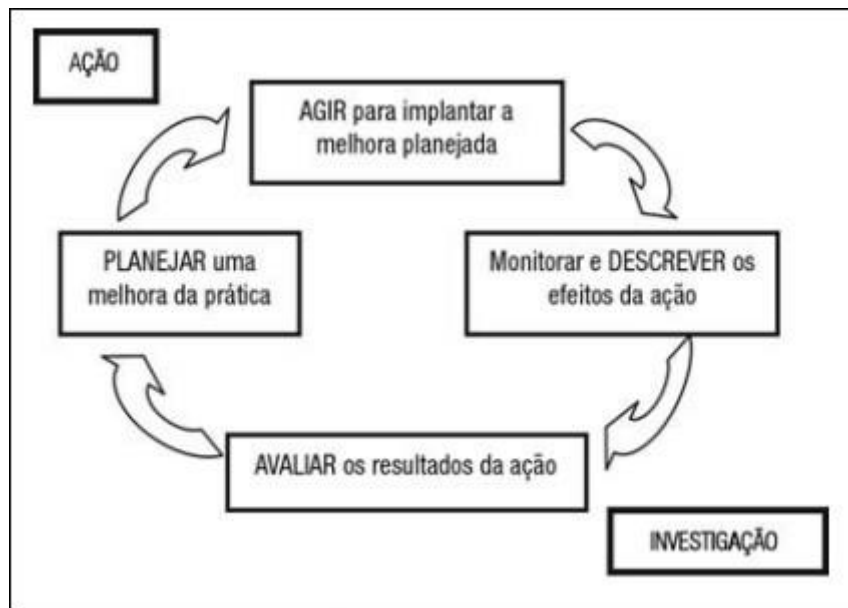 AÇÃO
AGIR para implantar a
melhora planejada
PLANEJAR uma
melhora da prática
Monitorar e DESCREVER os
efeitos da ação
AVALIAR os resultados da ação
INVESTIGAÇÃO